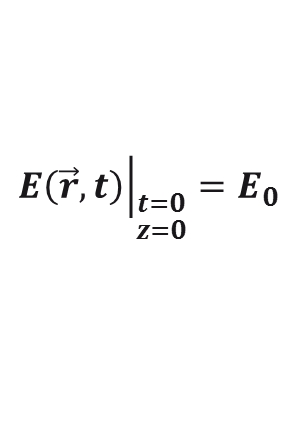 E(r⃗, t)|t=0 z=0 = E₀